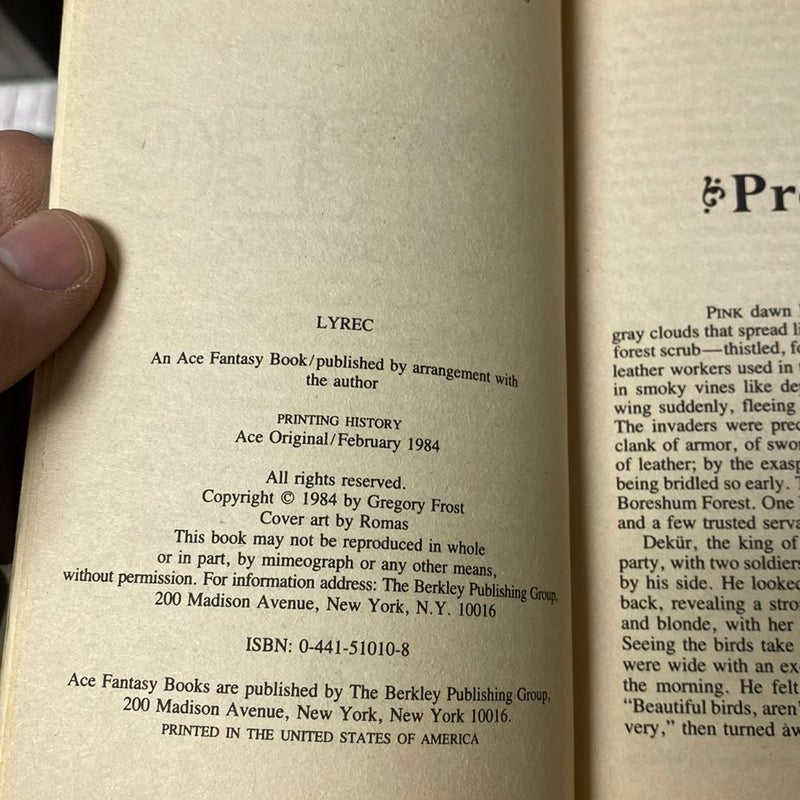 LYREC
An Ace Fantasy Book/published by arrangement with
the author
PRINTING HISTORY
Ace Original/February 1984
All rights reserved.
Copyright © 1984 by Gregory Frost
Cover art by Romas
This book may not be reproduced in whole
or in part, by mimeograph or any other means,
without permission. For information address: The Berkley Publishing Group,
200 Madison Avenue, New York, N.Y. 10016
ISBN: 0-441-51010-8
Ace Fantasy Books are published by The Berkley Publishing Group,
200 Madison Avenue, New York, New York 10016.
PRINTED IN THE UNITED STATES OF AMERICA
PINK dawn
gray clouds that spread
forest scrub—thistled,
leather workers used in
in smoky vines like
wing suddenly, fleeing
The invaders were
clank of armor, of
of leather; by the
being bridled so early.
Boreshum Forest. One
and a few trusted
Dekür, the king of
party, with two soldiers
by his side. He looked
back, revealing a
and blonde, with her
Seeing the birds take
were wide with an
the morning. He felt
"Beautiful birds,
very," then turned